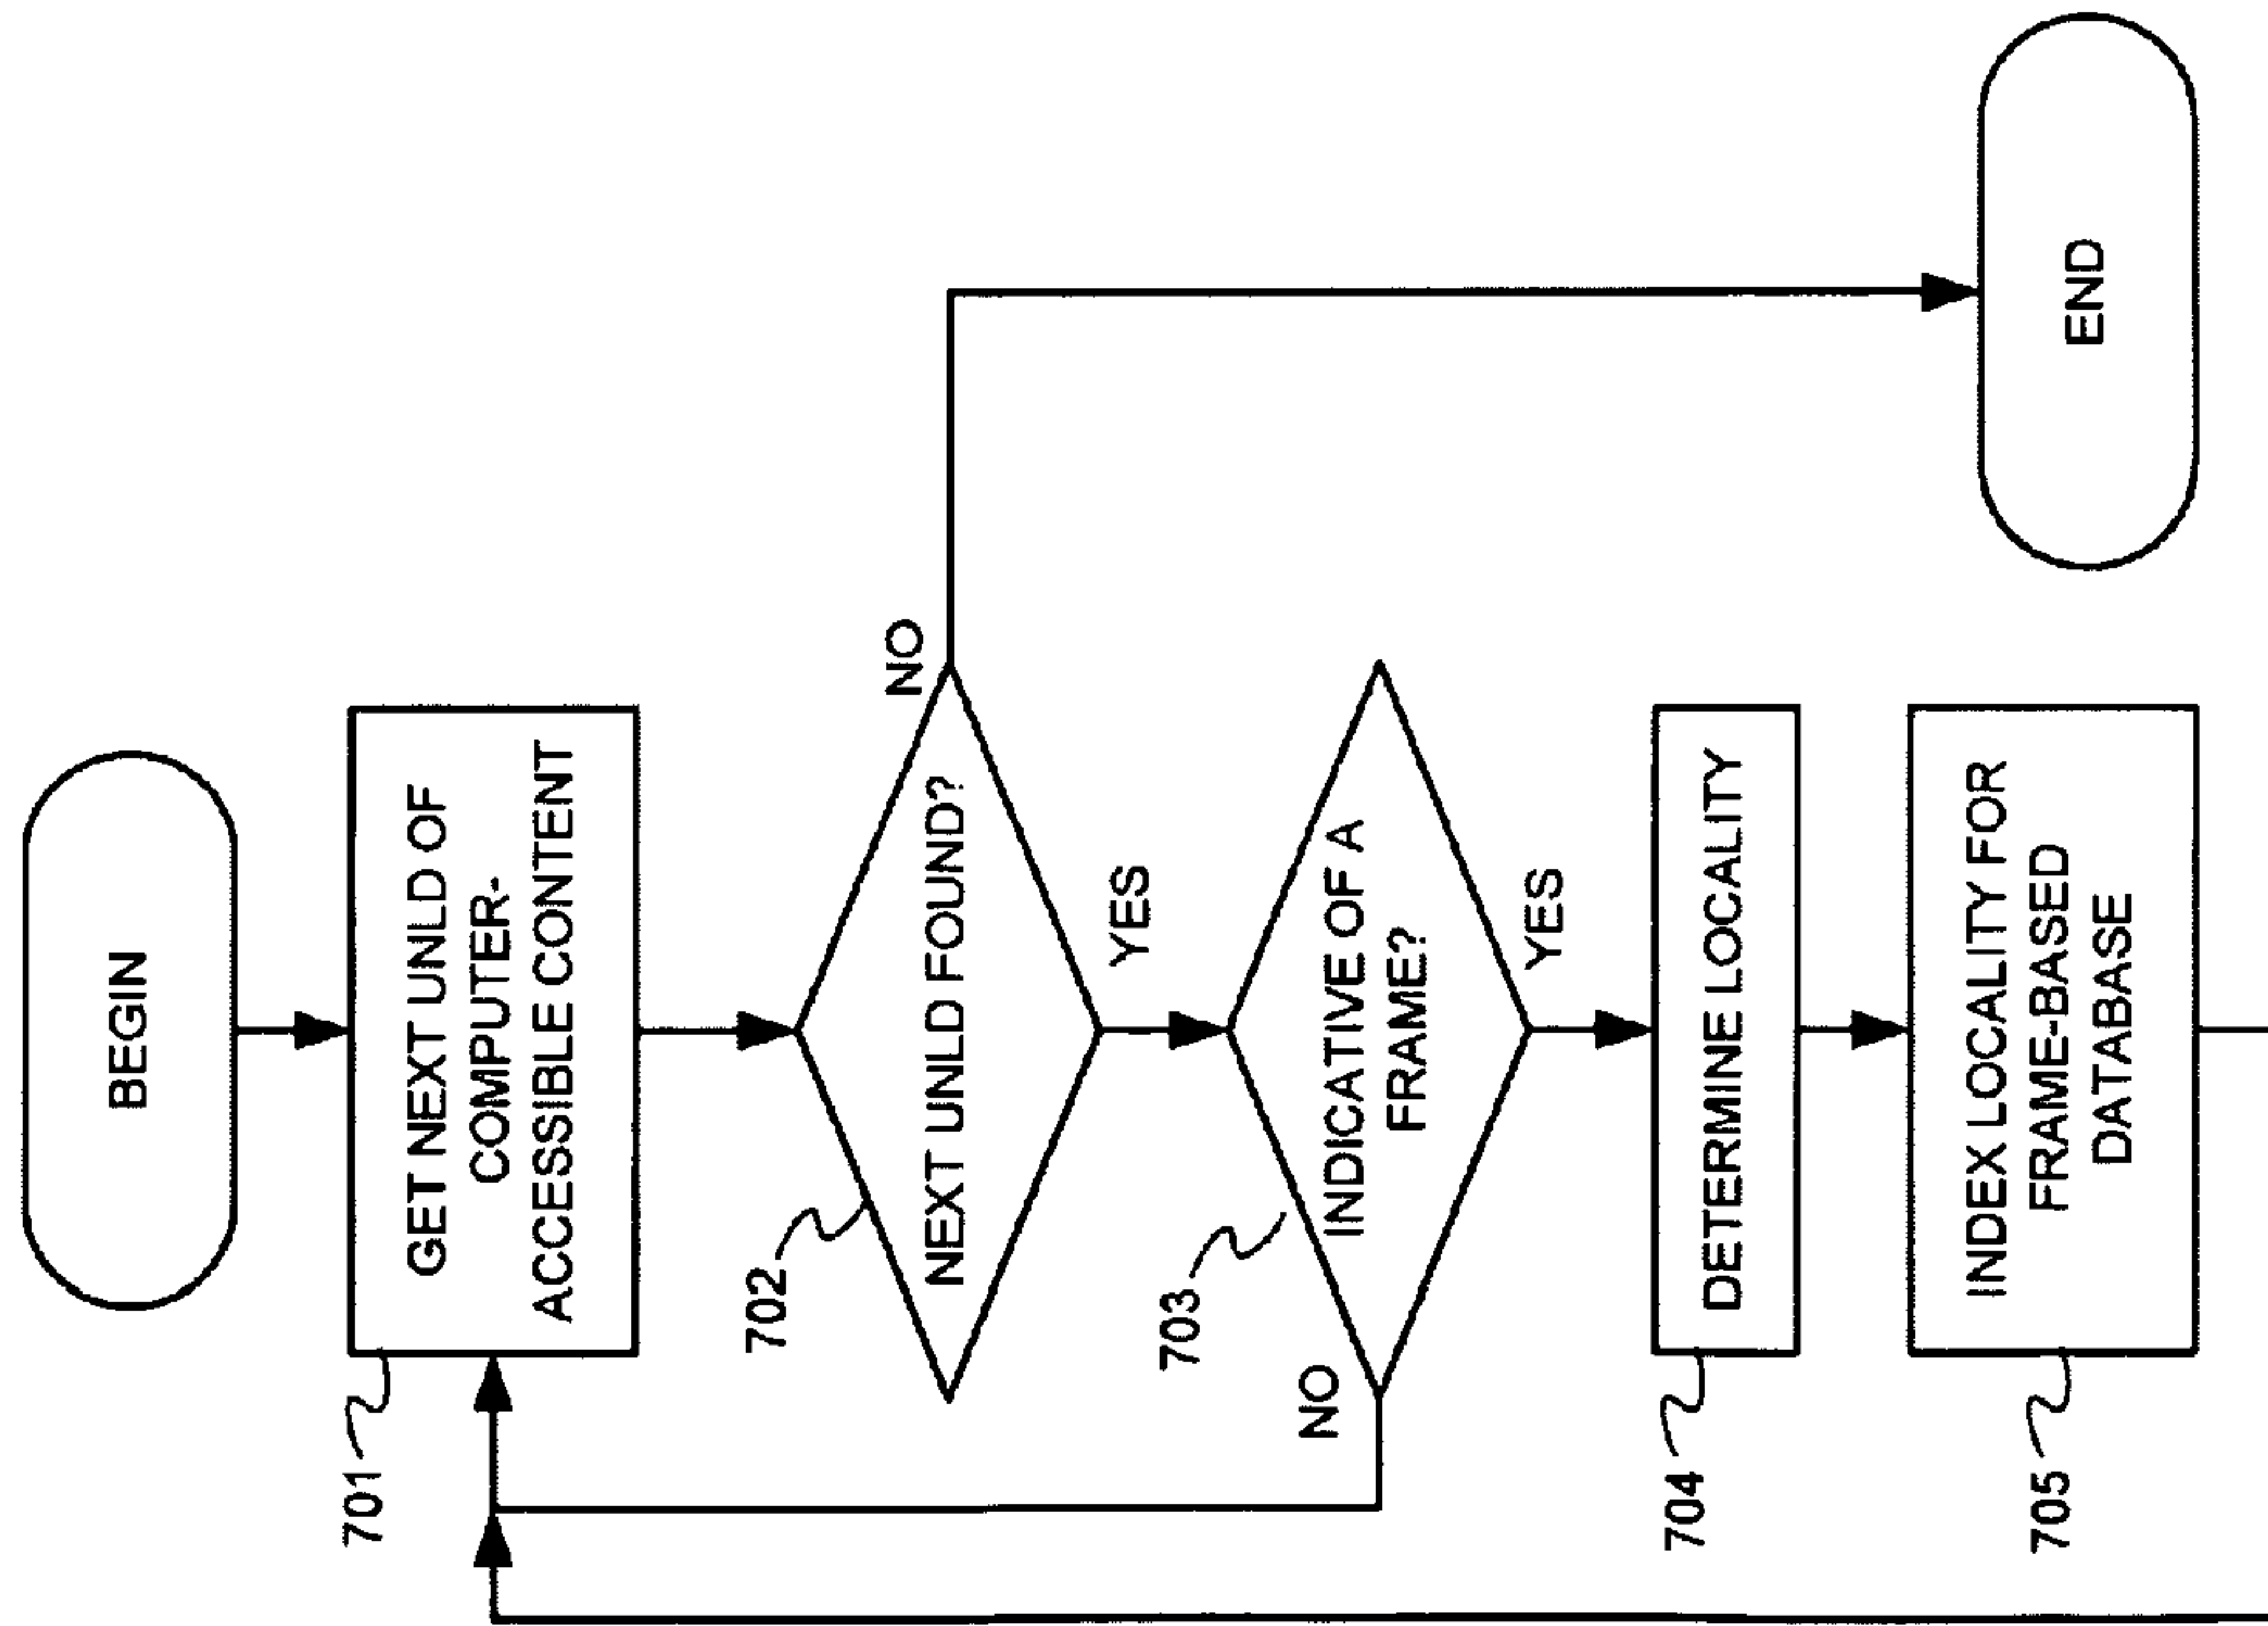 BEGIN
701
GET NEXT UNLD OF
COMPUTER-
ACCESSIBLE CONTENT
702
NEXT UNLD FOUND?
NO
YES
703
INDICATIVE OF A
FRAME?
NO
YES
704
DETERMINE LOCALITY
705
INDEX LOCALITY FOR
FRAME-BASED
DATABASE
END